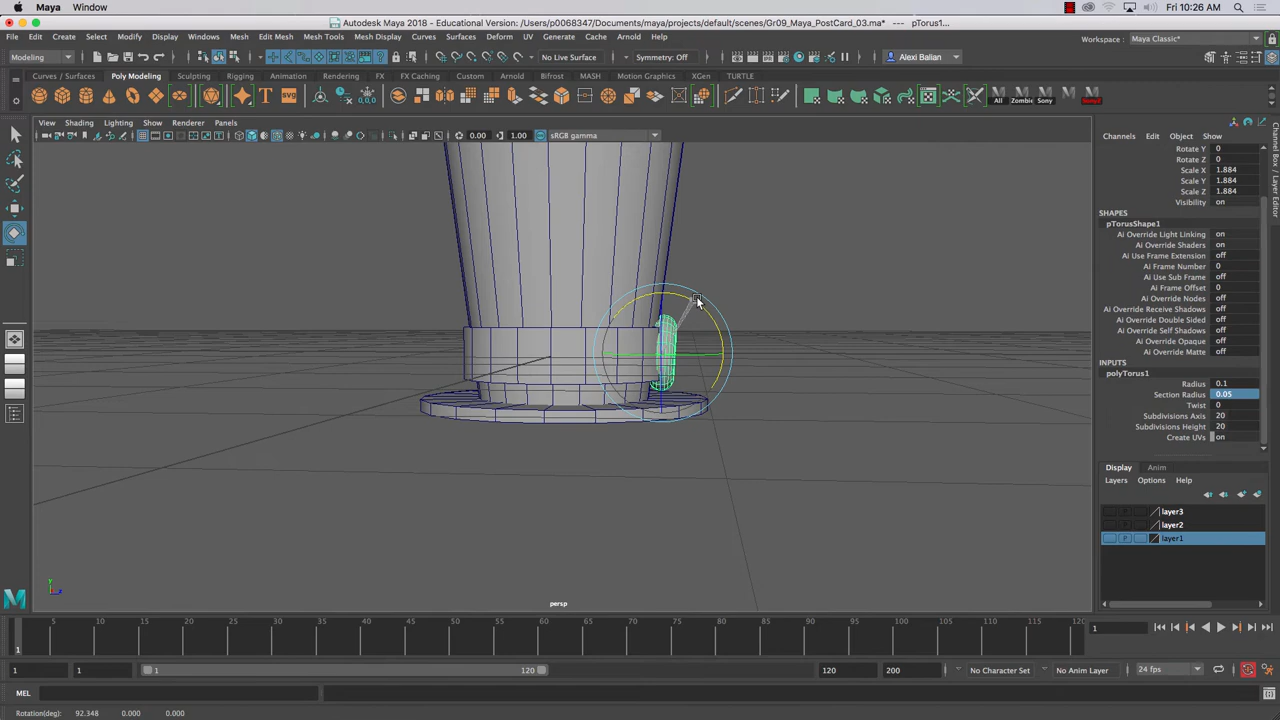 Maya Window Fri 10:26 AM
Autodesk Maya 2018 - Educational Version: /Users/p0068347/Documents/maya/projects/default/scenes/Gr09_Maya_PostCard_03.ma* --- pTorus1...
File Edit Create Select Modify Display Windows Mesh Edit Mesh Mesh Tools Mesh Display Curves Surfaces Deform UV Generate Cache Arnold Help Workspace : Maya Classic*
Modeling No Live Surface Symmetry: Off Alexi Balian
Curves / Surfaces Poly Modeling Sculpting Rigging Animation Rendering FX FX Caching Custom Arnold Bifrost MASH Motion Graphics XGen TURTLE
All Zombie Sony
View Shading Lighting Show Renderer Panels
0.00 1.00 sRGB gamma
Channels Edit Object Show
Rotate Y 0
Rotate Z 0
Scale X 1.884
Scale Y 1.884
Scale Z 1.884
Visibility on
SHAPES
pTorusShape1
Ai Override Light Linking on
Ai Override Shaders on
Ai Use Frame Extension off
Ai Frame Number 0
Ai Use Sub Frame off
Ai Frame Offset 0
Ai Override Nodes off
Ai Override Receive Shadows off
Ai Override Double Sided off
Ai Override Self Shadows off
Ai Override Opaque off
Ai Override Matte off
INPUTS
polyTorus1
Radius 0.1
Section Radius 0.05
Twist 0
Subdivisions Axis 20
Subdivisions Height 20
Create UVs on
Display Anim
Layers Options Help
P layer3
P layer2
P layer1
Channel Box / Layer Editor
persp
5 10 15 20 25 30 35 40 45 50 55 60 65 70 75 80 85 90 95 100 105 110 115 120
1 1
1 1 1 120 120 200 No Character Set No Anim Layer 24 fps
MEL
Rotation(deg): 92.348 0.000 0.000